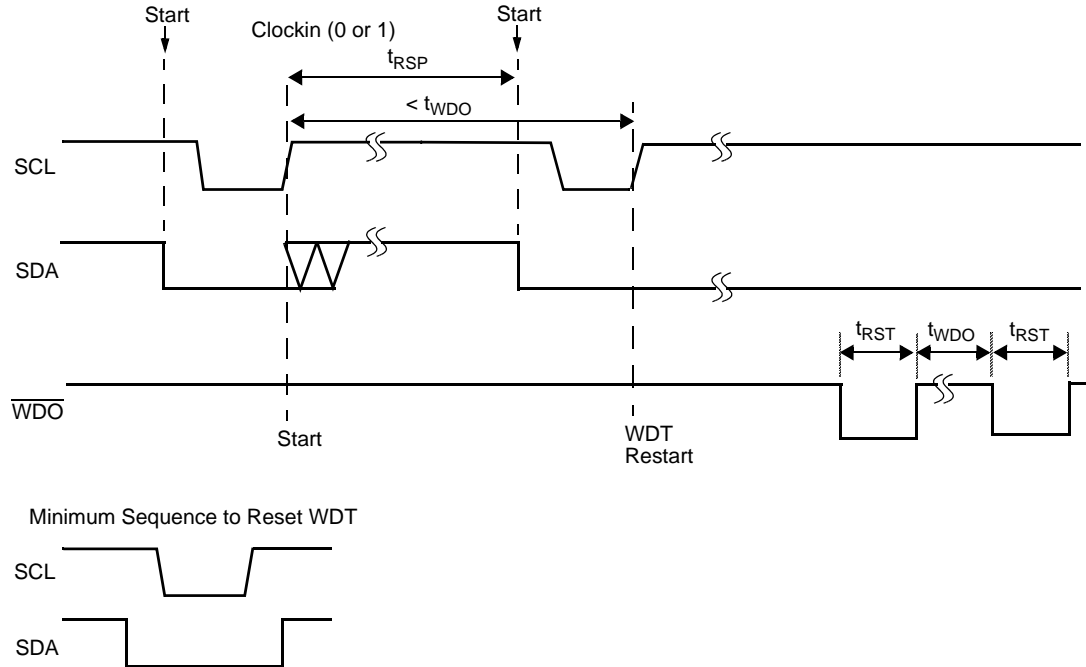 Start
Start
Clockin (0 or 1)
tRSP
< tWDO
SCL
SDA
tRST
tWDO
tRST
WDO
Start
WDT
Restart
Minimum Sequence to Reset WDT
SCL
SDA